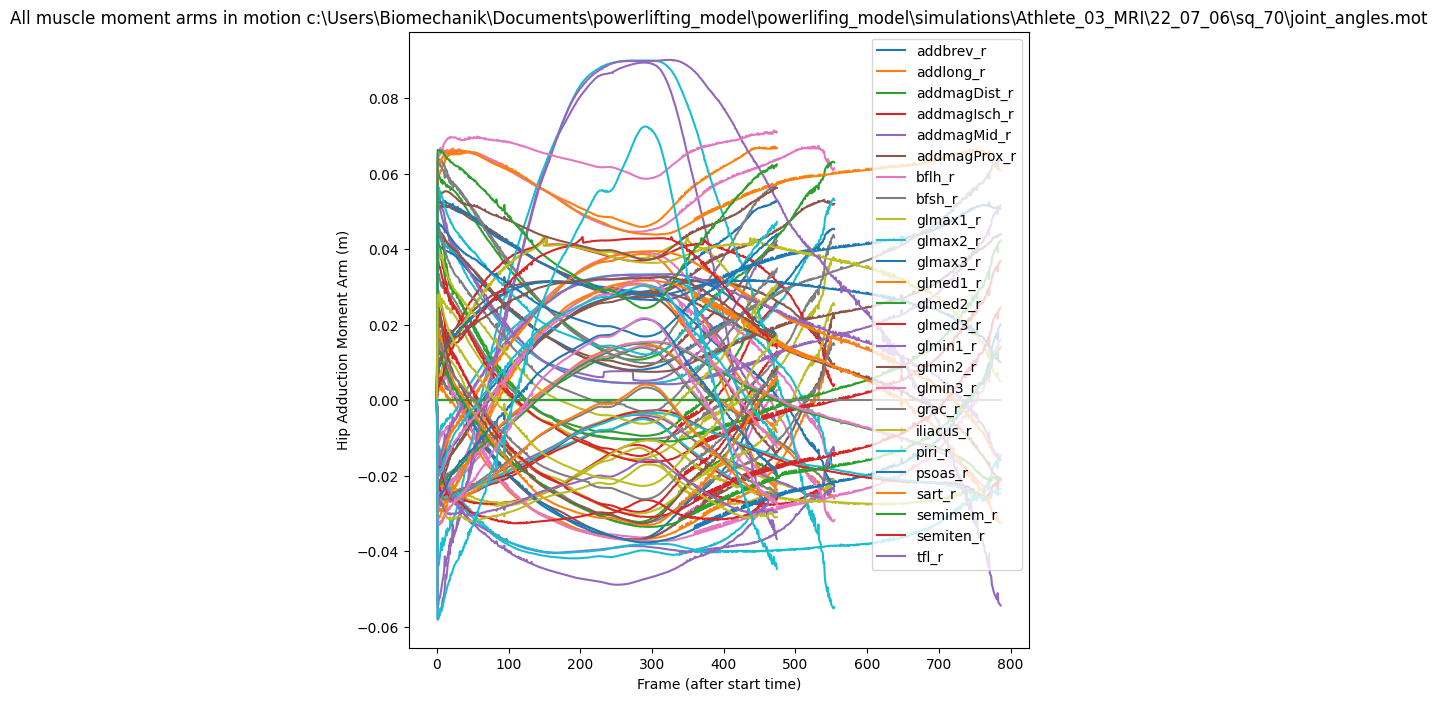 All muscle moment arms in motion c:\Users\Biomechanik\Documents\powerlifting_model\powerlifing_model\simulations\Athlete_03_MRI\22_07_06\sq_70\joint_angles.mot
addbrev_r
addlong_r
addmagDist_r
addmagIsch_r
addmagMid_r
addmagProx_r
bflh_r
bfsh_r
glmax1_r
glmax2_r
glmax3_r
glmed1_r
glmed2_r
glmed3_r
glmin1_r
glmin2_r
glmin3_r
grac_r
iliacus_r
piri_r
psoas_r
sart_r
semimem_r
semiten_r
tfl_r
Hip Adduction Moment Arm (m)
0.08
0.06
0.04
0.02
0.00
−0.02
−0.04
−0.06
0 100 200 300 400 500 600 700 800
Frame (after start time)